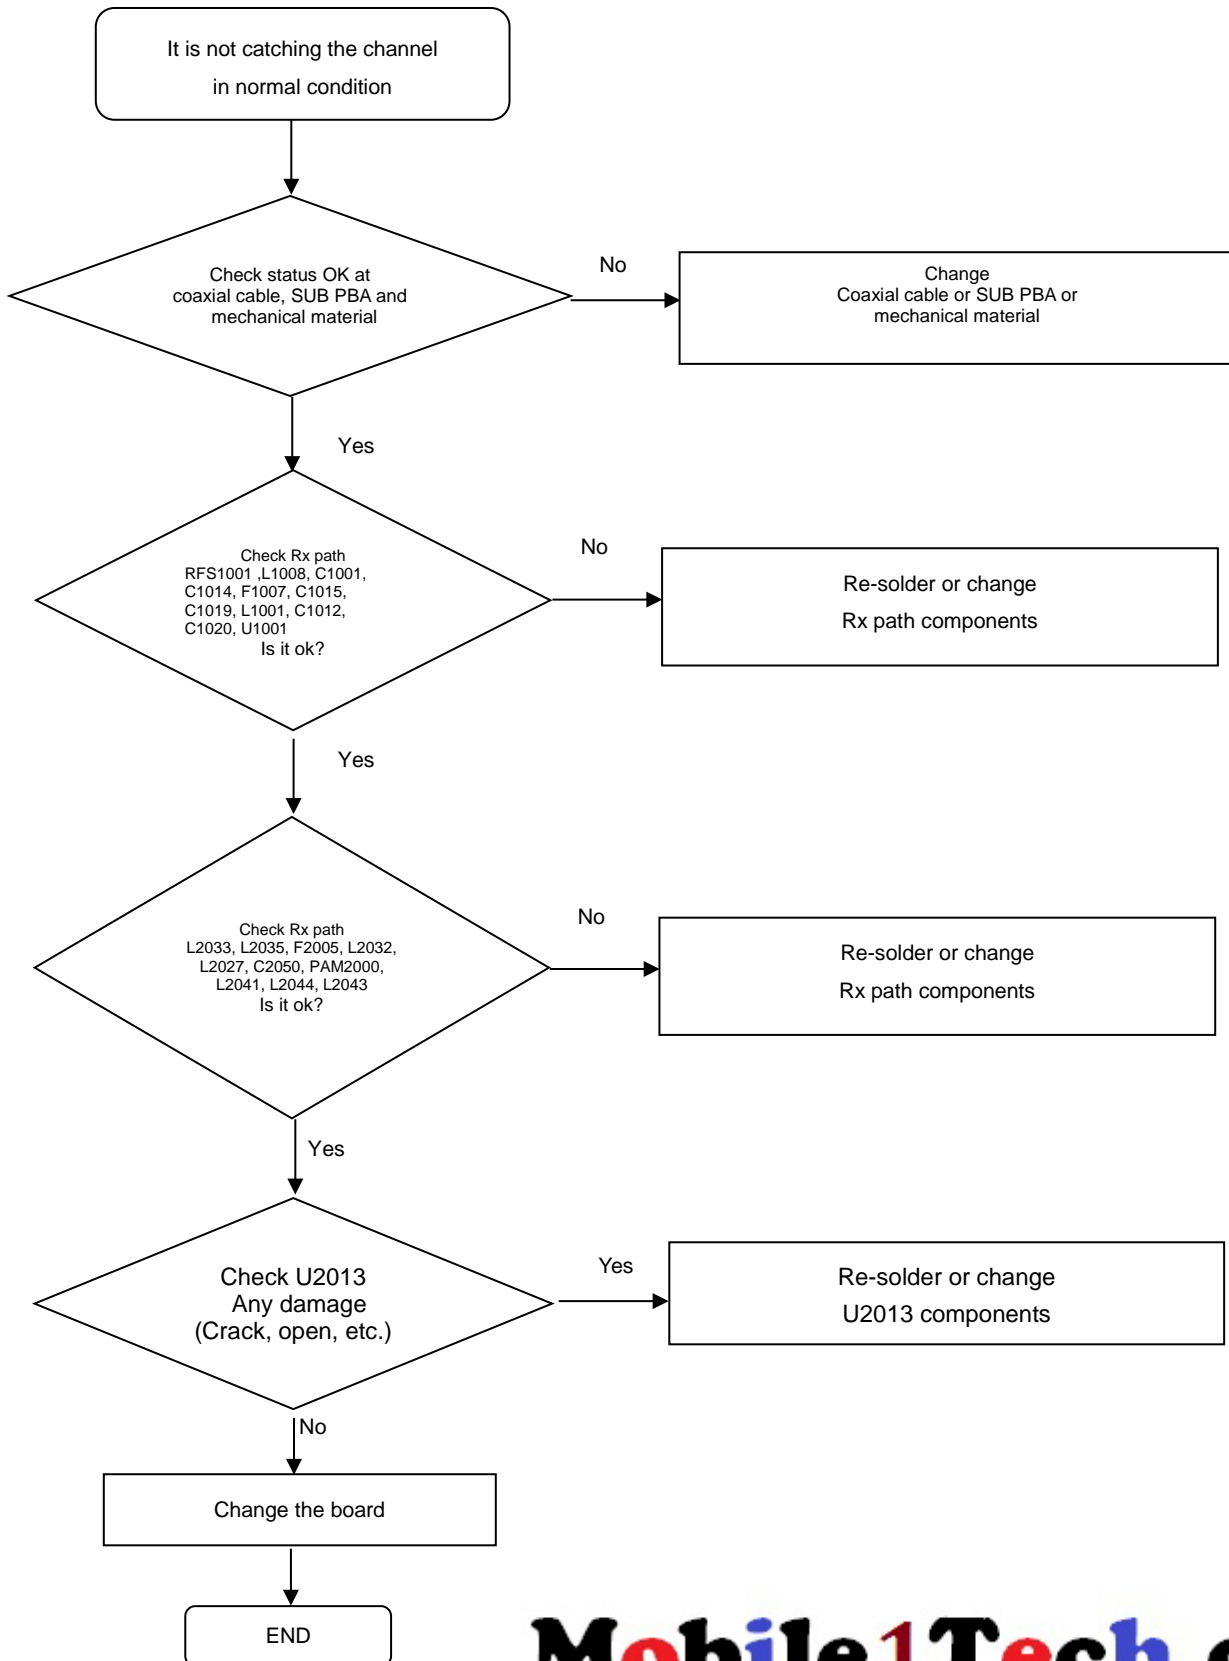 It is not catching the channel
in normal condition
Check status OK at
coaxial cable, SUB PBA and
mechanical material
No
Change
Coaxial cable or SUB PBA or
mechanical material
Yes
Check Rx path
RFS1001 ,L1008, C1001,
C1014, F1007, C1015,
C1019, L1001, C1012,
C1020, U1001
Is it ok?
No
Re-solder or change
Rx path components
Yes
Check Rx path
L2033, L2035, F2005, L2032,
L2027, C2050, PAM2000,
L2041, L2044, L2043
Is it ok?
No
Re-solder or change
Rx path components
Yes
Check U2013
Any damage
(Crack, open, etc.)
Yes
Re-solder or change
U2013 components
No
Change the board
END
Mobile1Tech.